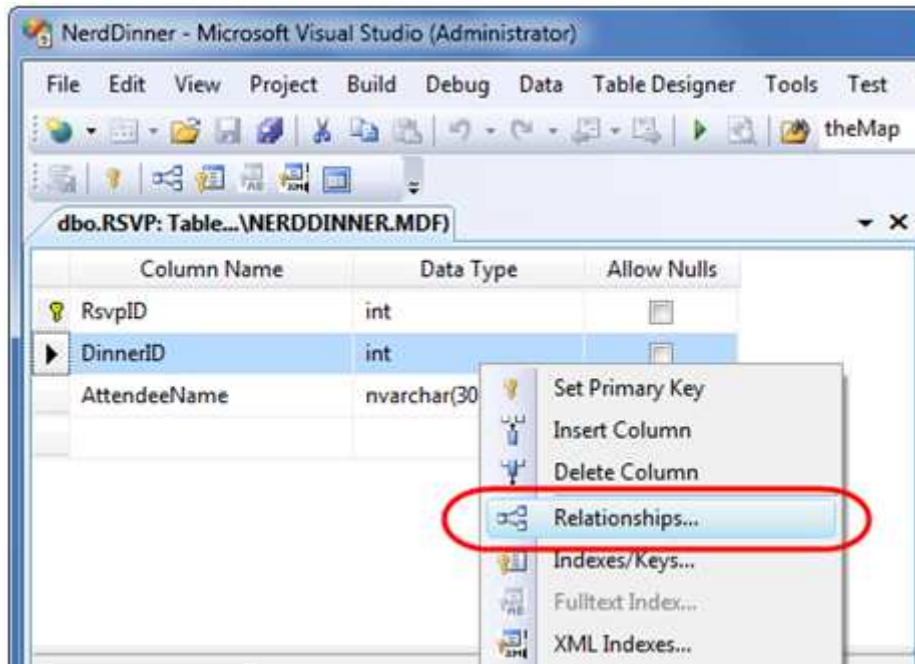 NerdDinner - Microsoft Visual Studio (Administrator)
File Edit View Project Build Debug Data Table Designer Tools Test
theMap
dbo.RSVP: Table...\NERDDINNER.MDF)
Column Name Data Type Allow Nulls
RsvpID int
DinnerID int
AttendeeName nvarchar(30
Set Primary Key
Insert Column
Delete Column
Relationships...
Indexes/Keys...
Fulltext Index...
XML Indexes...